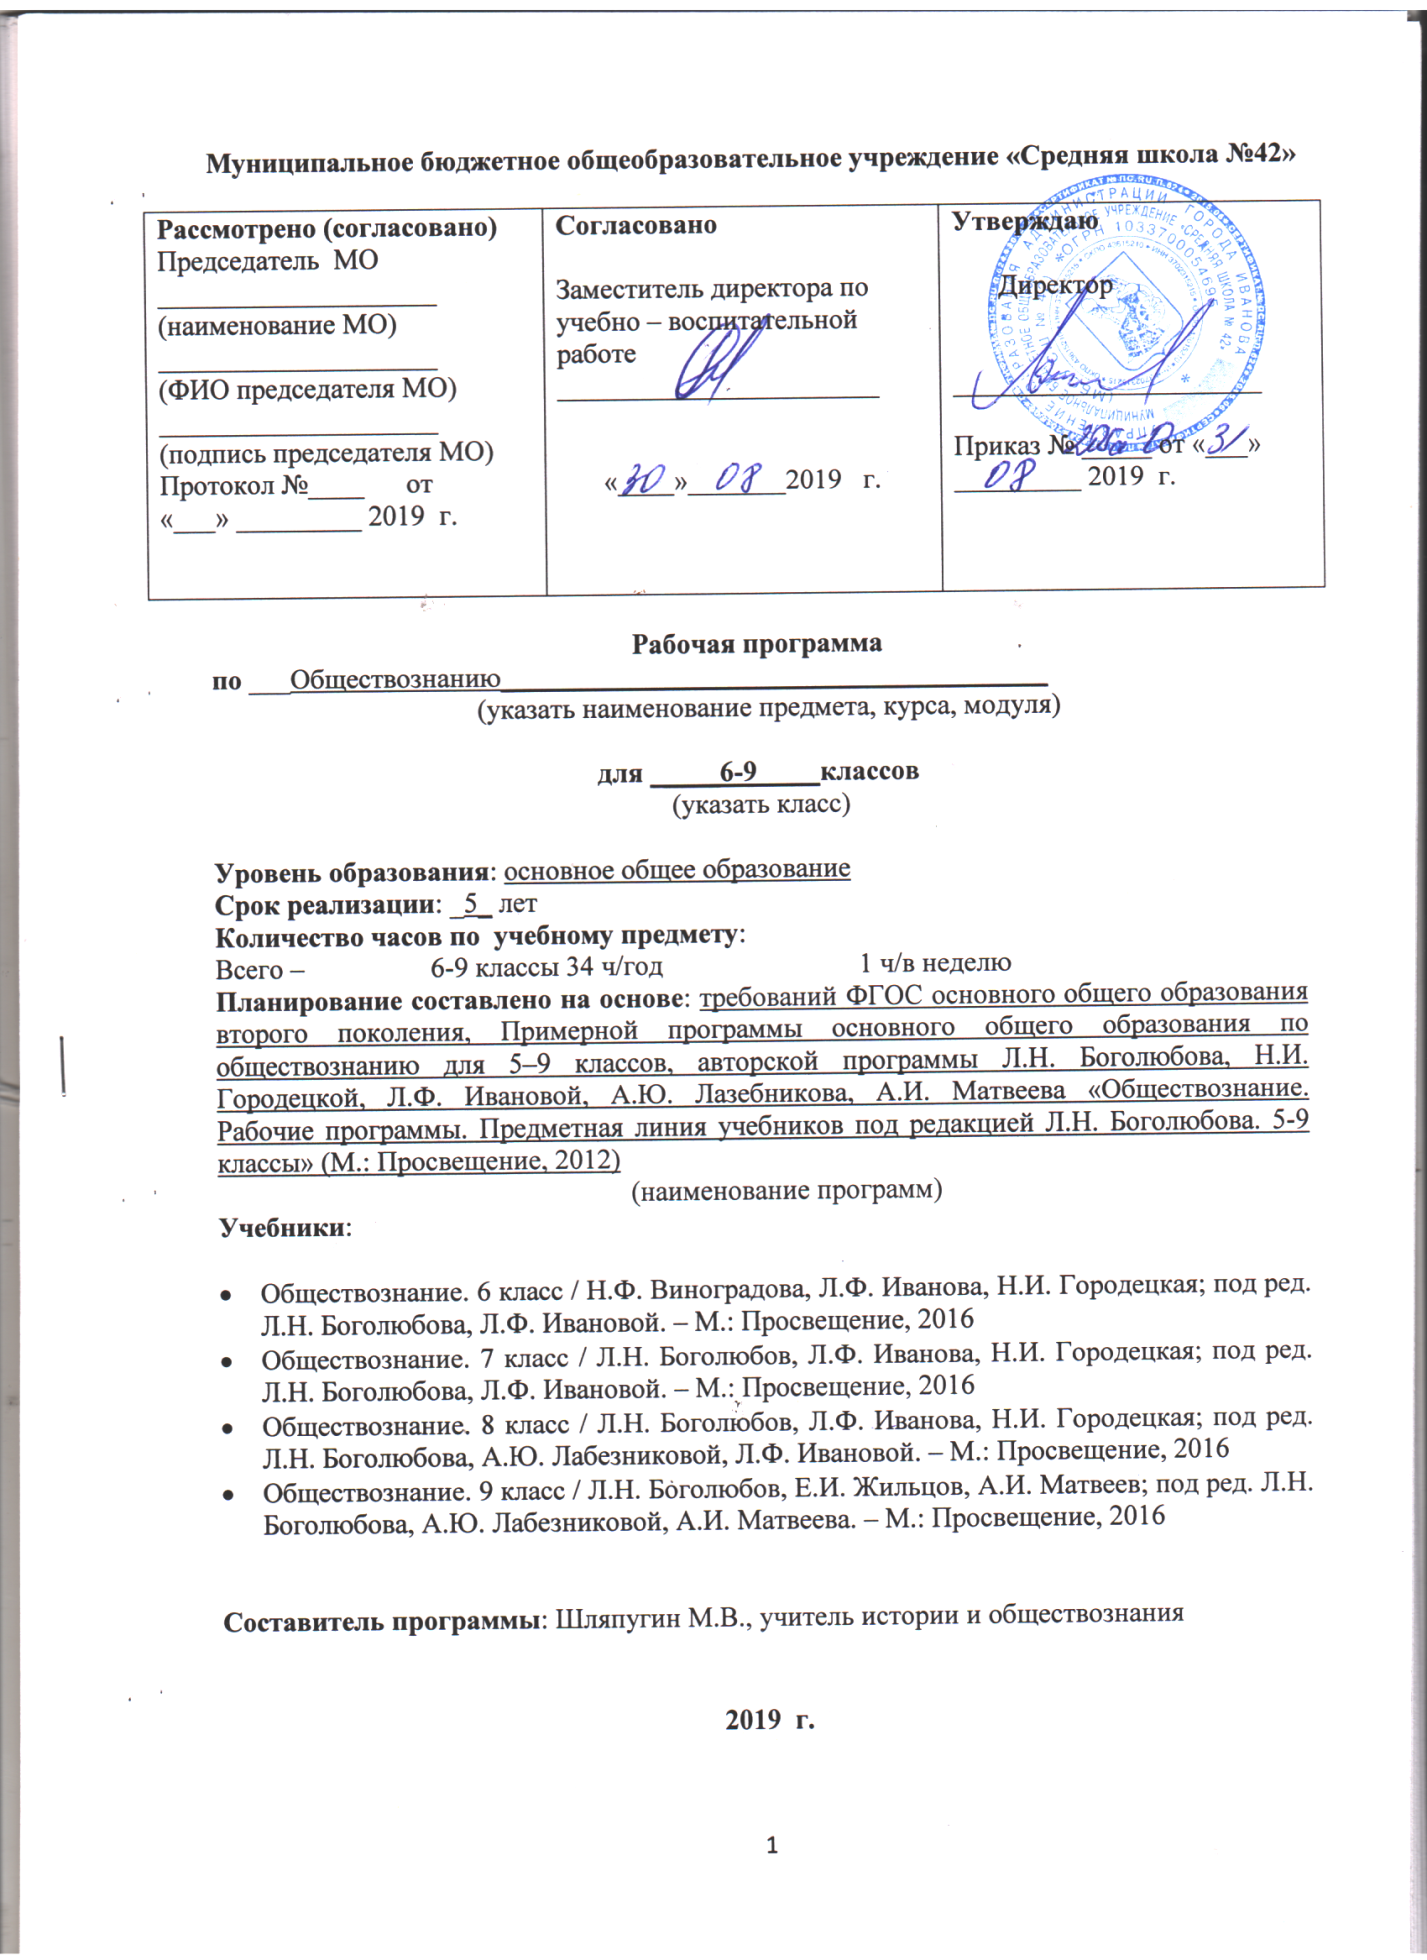 Муниципальное бюджетное общеобразовательное учреждение «Средняя школа №42»
Рассмотрено (согласовано)
Председатель МО
____________________
(наименование МО)
____________________
(ФИО председателя МО)
____________________
(подпись председателя МО)
Протокол №____ от
«___» _________ 2019 г.
Согласовано
Заместитель директора по
учебно – воспитательной
работе
_______________________
«30» 08 2019 г.
Утверждаю
Директор
______________________
Приказ № от «31»
08 2019 г.
Рабочая программа
по ___Обществознанию_______________________________________
(указать наименование предмета, курса, модуля)
для _____6-9_____классов
(указать класс)
Уровень образования: основное общее образование
Срок реализации: _5_ лет
Количество часов по учебному предмету:
Всего – 6-9 классы 34 ч/год 1 ч/в неделю
Планирование составлено на основе: требований ФГОС основного общего образования
второго поколения, Примерной программы основного общего образования по
обществознанию для 5–9 классов, авторской программы Л.Н. Боголюбова, Н.И.
Городецкой, Л.Ф. Ивановой, А.Ю. Лазебникова, А.И. Матвеева «Обществознание.
Рабочие программы. Предметная линия учебников под редакцией Л.Н. Боголюбова. 5-9
классы» (М.: Просвещение, 2012)
(наименование программ)
Учебники:
• Обществознание. 6 класс / Н.Ф. Виноградова, Л.Ф. Иванова, Н.И. Городецкая; под ред.
Л.Н. Боголюбова, Л.Ф. Ивановой. – М.: Просвещение, 2016
• Обществознание. 7 класс / Л.Н. Боголюбов, Л.Ф. Иванова, Н.И. Городецкая; под ред.
Л.Н. Боголюбова, Л.Ф. Ивановой. – М.: Просвещение, 2016
• Обществознание. 8 класс / Л.Н. Боголюбов, Л.Ф. Иванова, Н.И. Городецкая; под ред.
Л.Н. Боголюбова, А.Ю. Лабезниковой, Л.Ф. Ивановой. – М.: Просвещение, 2016
• Обществознание. 9 класс / Л.Н. Боголюбов, Е.И. Жильцов, А.И. Матвеев; под ред. Л.Н.
Боголюбова, А.Ю. Лабезниковой, А.И. Матвеева. – М.: Просвещение, 2016
Составитель программы: Шляпугин М.В., учитель истории и обществознания
2019 г.
1